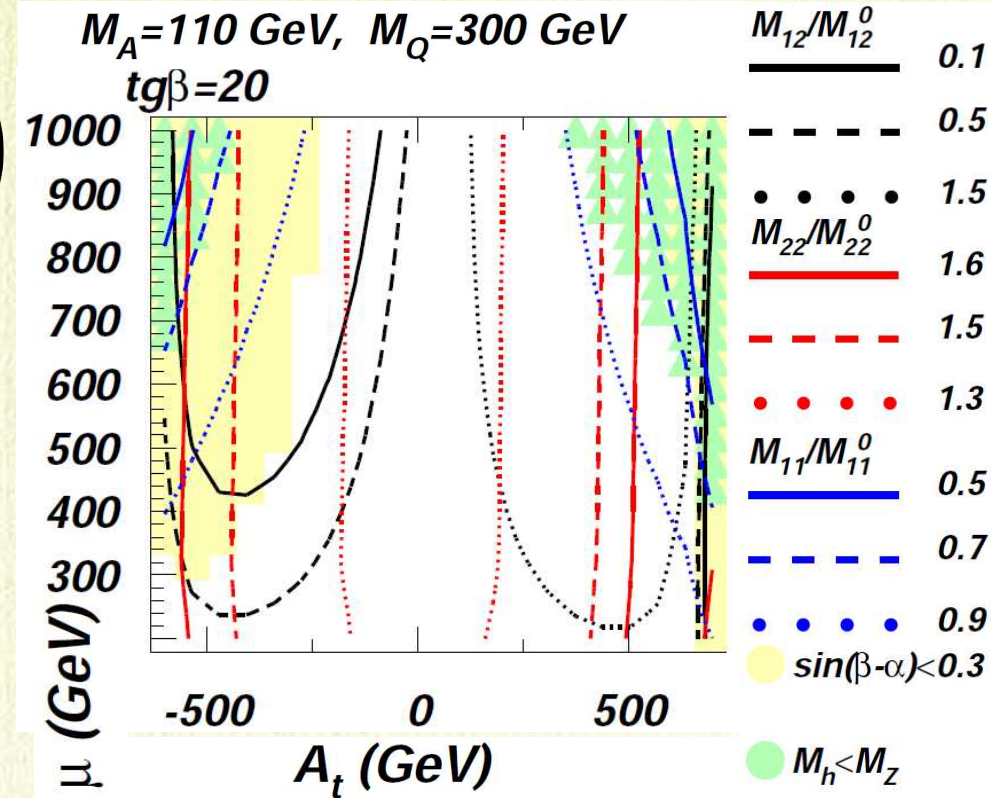 M_A=110 GeV, M_Q=300 GeV
tgβ=20
1000
900
800
700
600
500
400
300
μ (GeV)
-500 0 500
A_t (GeV)
M_12/M_12^0
0.1
0.5
1.5
M_22/M_22^0
1.6
1.5
1.3
M_11/M_11^0
0.5
0.7
0.9
sin(β-α)<0.3
M_h<M_Z